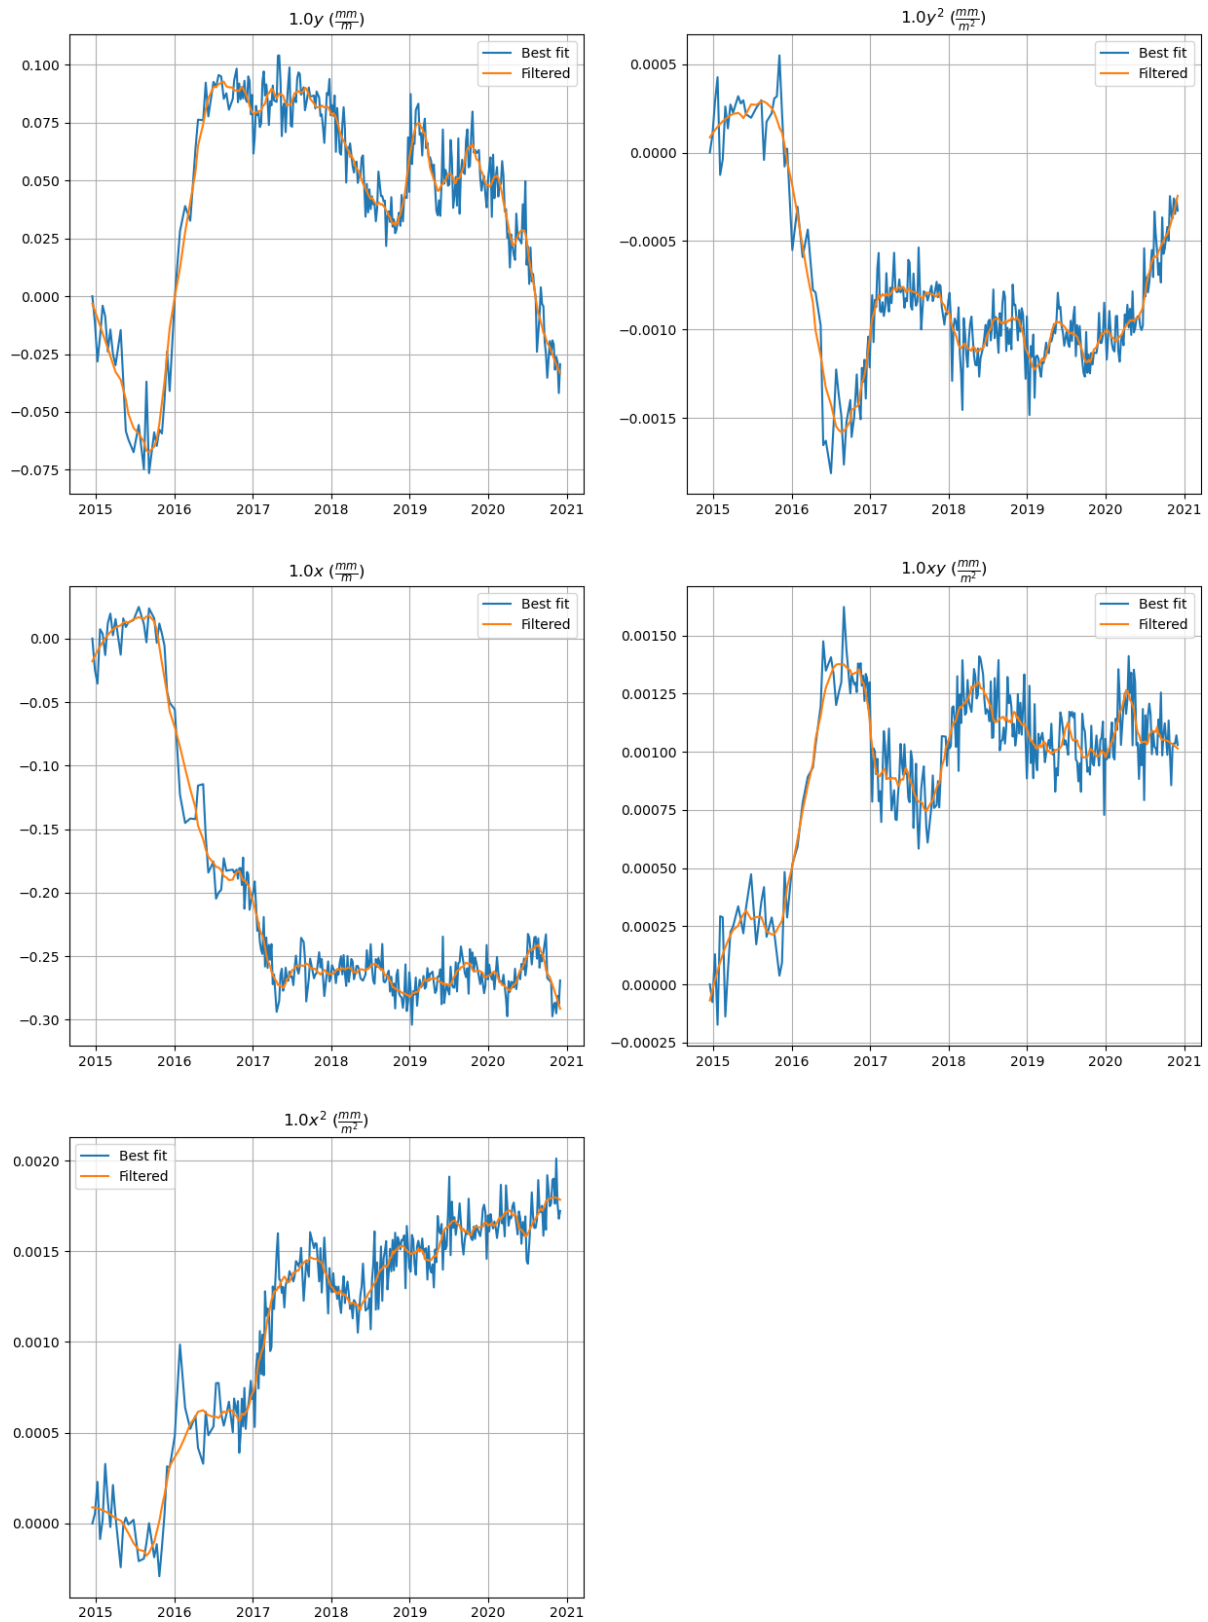 1.0y (mm/m)
Best fit
Filtered
0.100
0.075
0.050
0.025
0.000
−0.025
−0.050
−0.075
2015 2016 2017 2018 2019 2020 2021
1.0y² (mm/m²)
Best fit
Filtered
0.0005
0.0000
−0.0005
−0.0010
−0.0015
2015 2016 2017 2018 2019 2020 2021
1.0x (mm/m)
Best fit
Filtered
0.00
−0.05
−0.10
−0.15
−0.20
−0.25
−0.30
2015 2016 2017 2018 2019 2020 2021
1.0xy (mm/m²)
Best fit
Filtered
0.00150
0.00125
0.00100
0.00075
0.00050
0.00025
0.00000
−0.00025
2015 2016 2017 2018 2019 2020 2021
1.0x² (mm/m²)
Best fit
Filtered
0.0020
0.0015
0.0010
0.0005
0.0000
2015 2016 2017 2018 2019 2020 2021